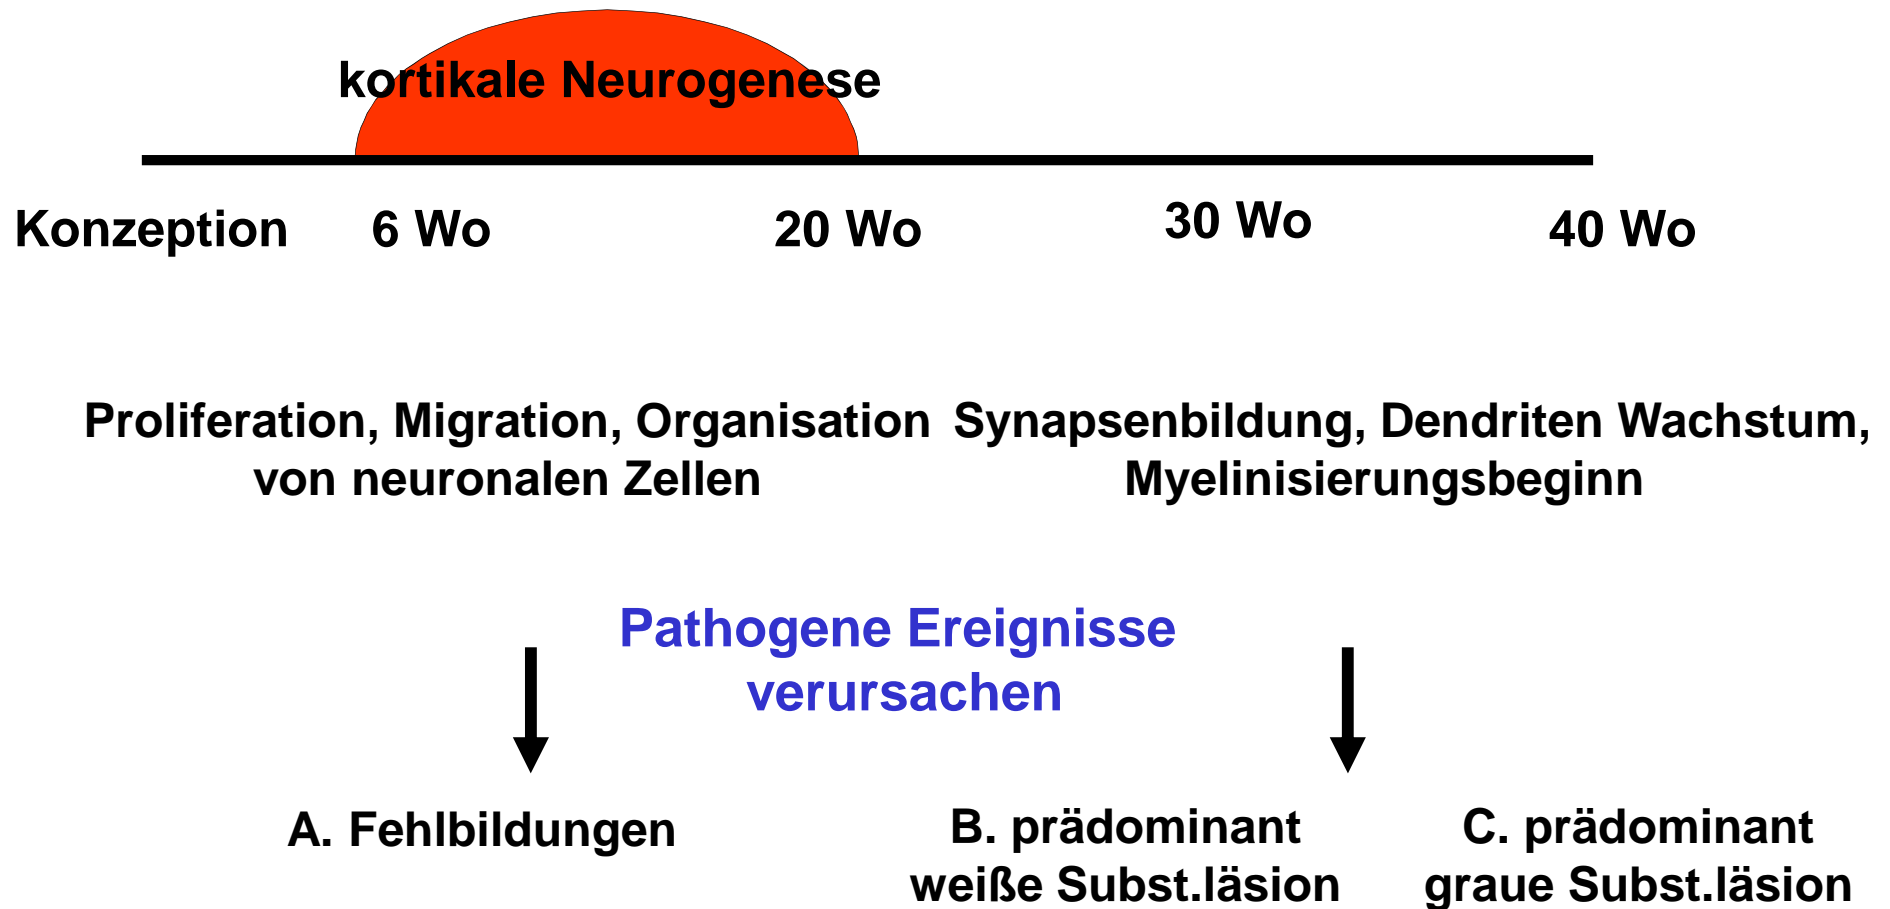 kortikale Neurogenese
Konzeption 6 Wo 20 Wo 30 Wo 40 Wo
Proliferation, Migration, Organisation
von neuronalen Zellen
Synapsenbildung, Dendriten Wachstum,
Myelinisierungsbeginn
Pathogene Ereignisse
verursachen
A. Fehlbildungen
B. prädominant
weiße Subst.läsion
C. prädominant
graue Subst.läsion